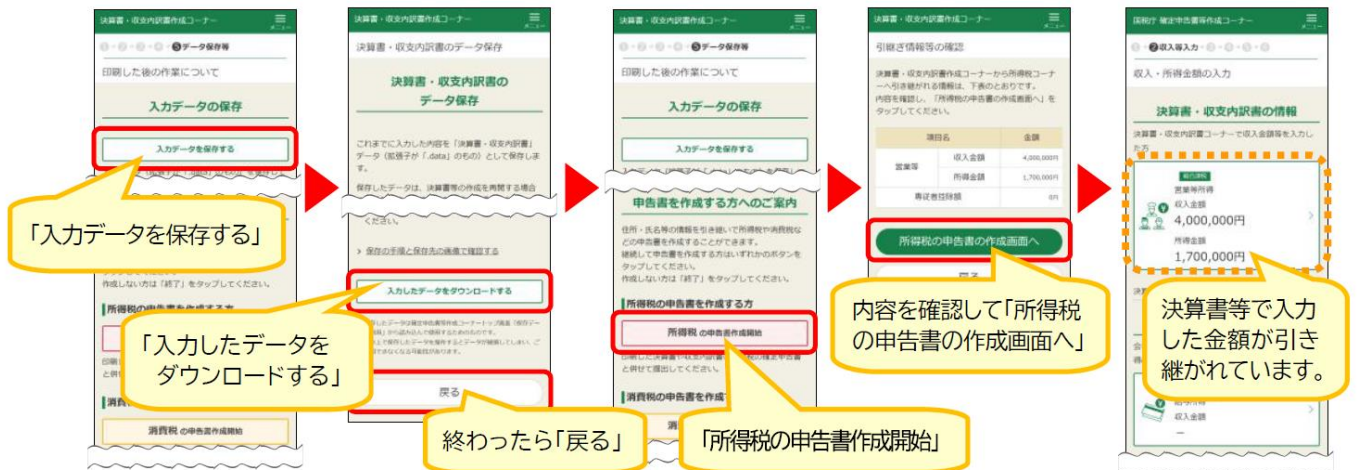 決算書・収支内訳書作成コーナー
メニュー
❺データ保存等
印刷した後の作業について
入力データの保存
入力データを保存する
「入力データを保存する」
作成しない方は「終了」をタップしてください。
「入力したデータを
ダウンロードする」
消費税 の申告書作成開始
決算書・収支内訳書作成コーナー
メニュー
決算書・収支内訳書のデータ保存
決算書・収支内訳書の
データ保存
これまでに入力した内容を「決算書・収支内訳書」
データ（拡張子が「.data」のもの）として保存しま
す。
保存したデータは、決算書等の作成を再開する場合
ください。
> 保存の手順と保存先の画像で確認する
入力したデータをダウンロードする
戻る
終わったら「戻る」
決算書・収支内訳書作成コーナー
メニュー
❺データ保存等
印刷した後の作業について
入力データの保存
入力データを保存する
申告書を作成する方へのご案内
住所・氏名等の情報を引き継いで所得税や消費税な
どの申告書を作成することができます。
継続して申告書を作成する方はいずれかのボタンを
タップしてください。
作成しない方は「終了」をタップしてください。
所得税の申告書を作成する方
所得税 の申告書作成開始
と併せて提出してください。
「所得税の申告書作成開始」
決算書・収支内訳書作成コーナー
メニュー
引継ぎ情報等の確認
決算書・収支内訳書作成コーナーから所得税コーナ
ーへ引き継がれる情報は、下表のとおりです。
内容を確認し、「所得税の申告書の作成画面へ」を
タップしてください。
項目名 金額
営業等 収入金額 4,000,000円
所得金額 1,700,000円
専従者控除額 0円
所得税の申告書の作成画面へ
内容を確認して「所得税
の申告書の作成画面へ」
国税庁 確定申告書等作成コーナー
メニュー
❷収入等入力
収入・所得金額の入力
決算書・収支内訳書の情報
決算書・収支内訳書コーナーで収入金額等を入力し
た方
総合課税
営業等所得
収入金額
4,000,000円
所得金額
1,700,000円
決算書等で入力
した金額が引き
継がれています。
収入金額
ー